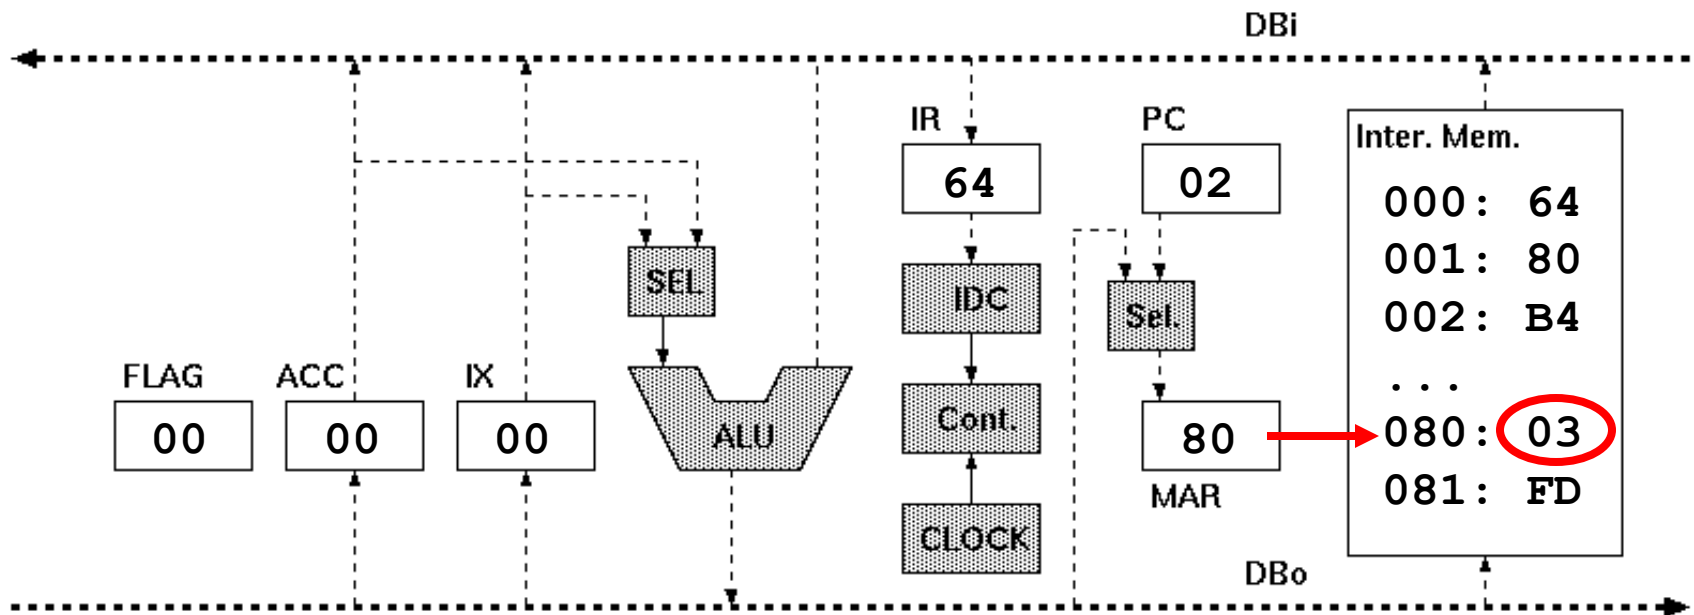 DBi
IR
PC
Inter. Mem.
64
02
000: 64
001: 80
002: B4
...
080: 03
081: FD
SEL
IDC
Sel.
FLAG
ACC
IX
00
00
00
ALU
Cont.
80
MAR
CLOCK
DBo